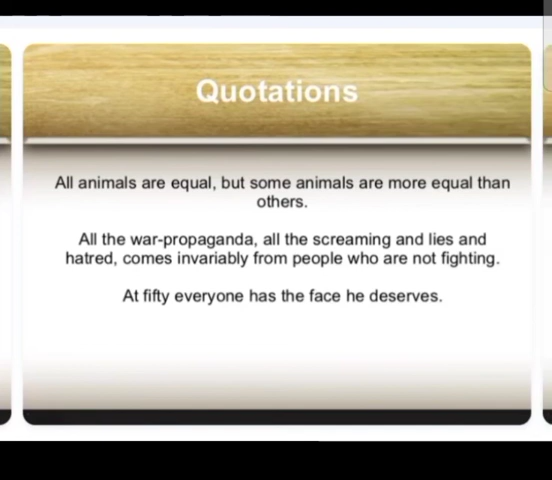 Quotations
All animals are equal, but some animals are more equal than
others.
All the war-propaganda, all the screaming and lies and
hatred, comes invariably from people who are not fighting.
At fifty everyone has the face he deserves.